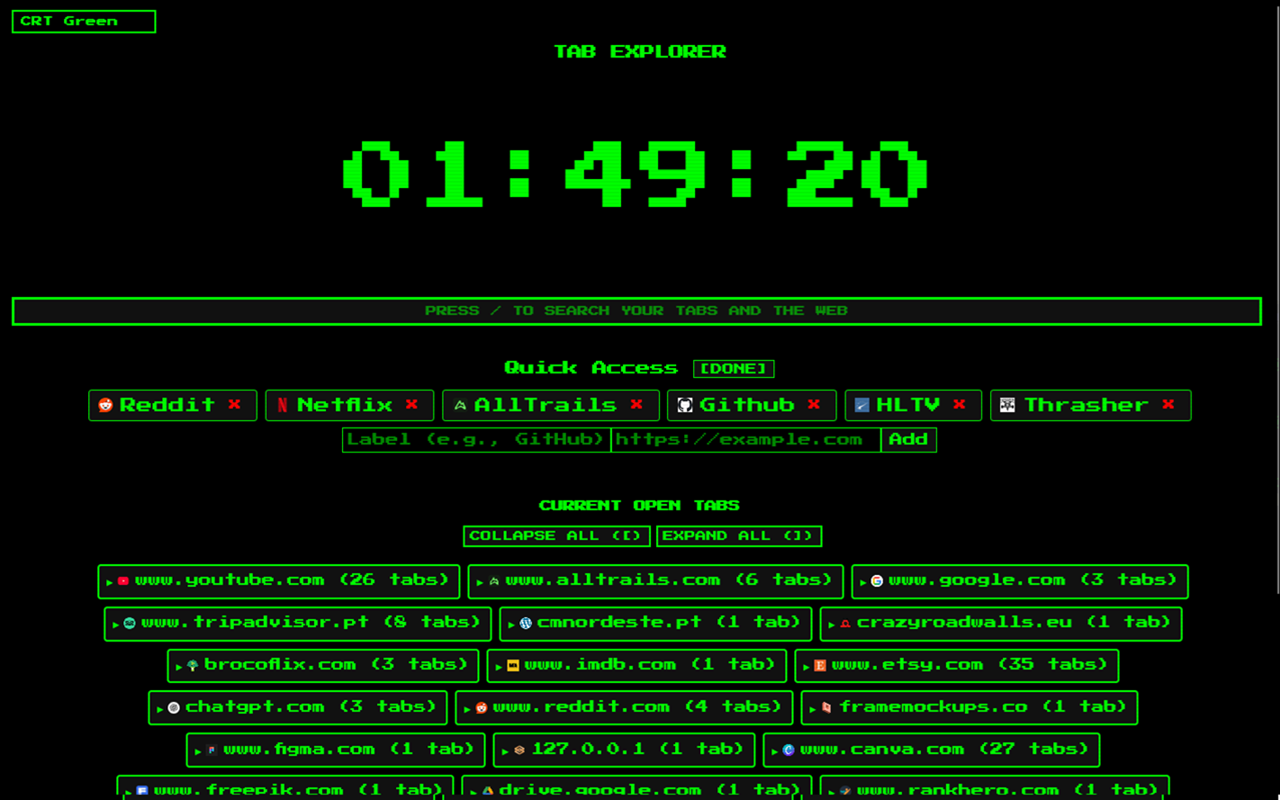 CRT Green
TAB EXPLORER
01:49:20
PRESS / TO SEARCH YOUR TABS AND THE WEB
Quick Access [DONE]
Reddit × Netflix × AllTrails × Github × HLTV × Thrasher ×
Label (e.g., GitHub) https://example.com Add
CURRENT OPEN TABS
COLLAPSE ALL ([) EXPAND ALL (])
www.youtube.com (26 tabs) www.alltrails.com (6 tabs) www.google.com (3 tabs)
www.tripadvisor.pt (8 tabs) cmnordeste.pt (1 tab) crazyroadwalls.eu (1 tab)
brocoflix.com (3 tabs) www.imdb.com (1 tab) www.etsy.com (35 tabs)
chatgpt.com (3 tabs) www.reddit.com (4 tabs) framemockups.co (1 tab)
www.figma.com (1 tab) 127.0.0.1 (1 tab) www.canva.com (27 tabs)
www.freepik.com (1 tab) drive.google.com (1 tab) www.rankhero.com (1 tab)